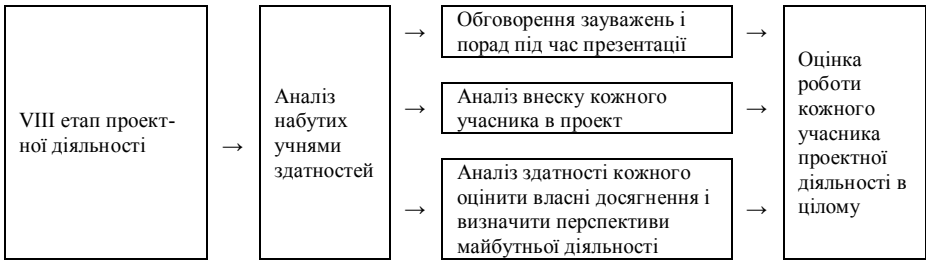 VIII етап проект-
ної діяльності
→
Аналіз
набутих
учнями
здатностей
→
Обговорення зауважень і
порад під час презентації
→
→
Аналіз внеску кожного
учасника в проект
→
→
Аналіз здатності кожного
оцінити власні досягнення і
визначити перспективи
майбутньої діяльності
→
Оцінка
роботи
кожного
учасника
проектної
діяльності в
цілому